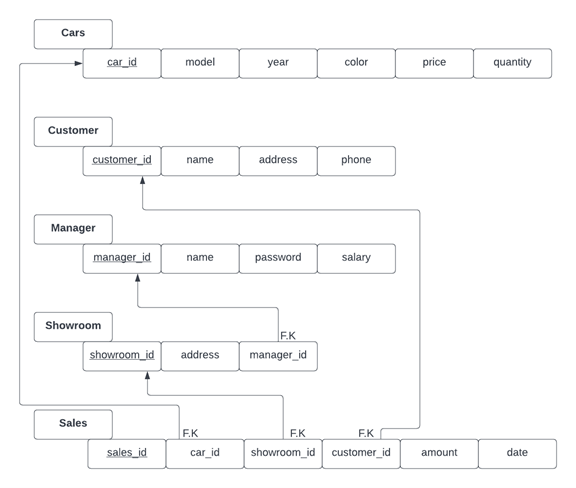 Cars
car_id model year color price quantity
Customer
customer_id name address phone
Manager
manager_id name password salary
F.K
Showroom
showroom_id address manager_id
Sales F.K F.K F.K
sales_id car_id showroom_id customer_id amount date